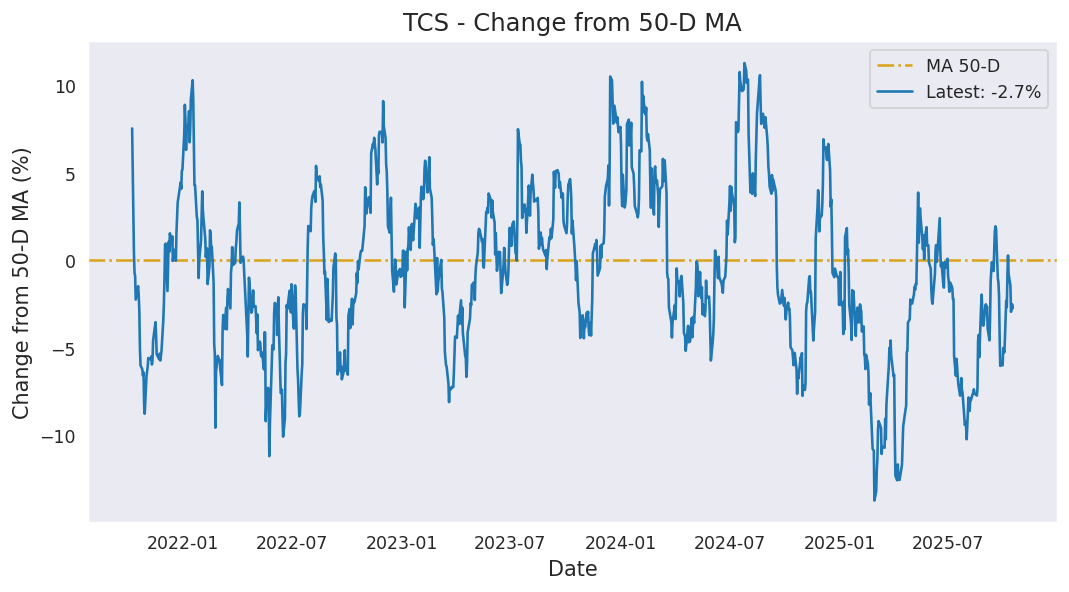 TCS - Change from 50-D MA
MA 50-D
Latest: -2.7%
Change from 50-D MA (%)
10
5
0
−5
−10
2022-01
2022-07
2023-01
2023-07
2024-01
2024-07
2025-01
2025-07
Date